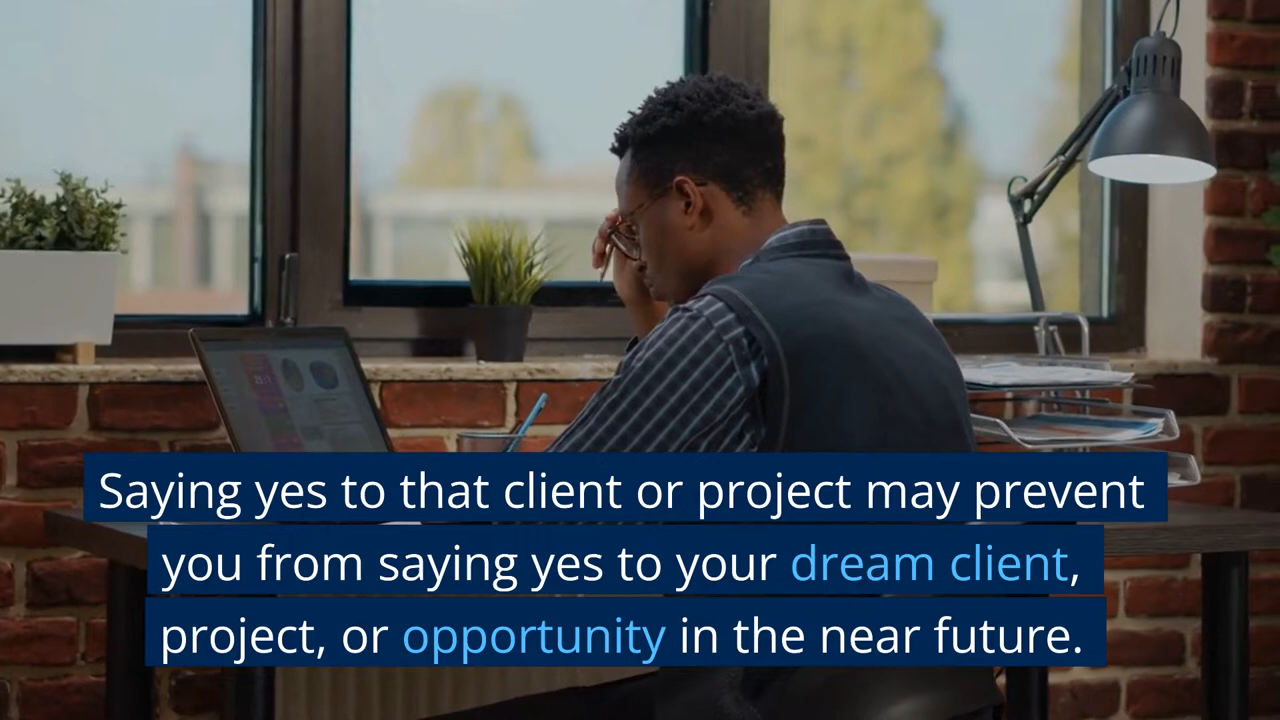 Saying yes to that client or project may prevent
you from saying yes to your dream client,
project, or opportunity in the near future.